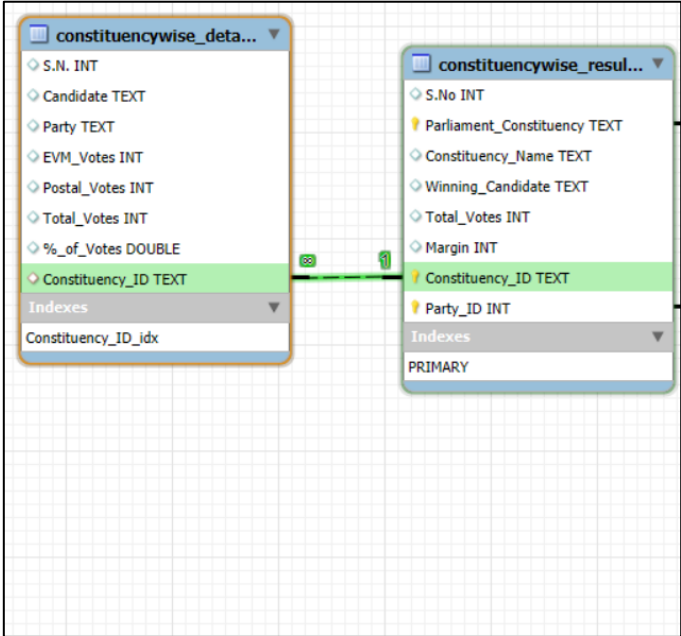 constituencywise_deta...
S.N. INT
Candidate TEXT
Party TEXT
EVM_Votes INT
Postal_Votes INT
Total_Votes INT
%_of_Votes DOUBLE
Constituency_ID TEXT
Indexes
Constituency_ID_idx
∞
1
constituencywise_resul...
S.No INT
Parliament_Constituency TEXT
Constituency_Name TEXT
Winning_Candidate TEXT
Total_Votes INT
Margin INT
Constituency_ID TEXT
Party_ID INT
Indexes
PRIMARY